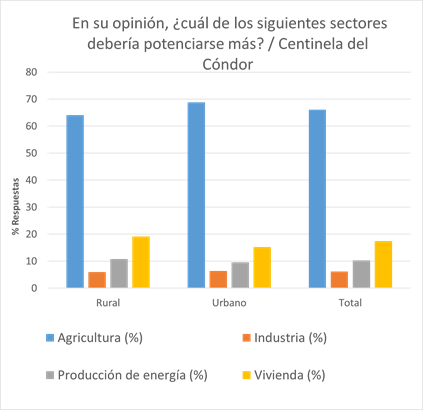 En su opinión, ¿cuál de los siguientes sectores
debería potenciarse más? / Centinela del
Cóndor
80
70
60
50
40
30
20
10
0
% Respuestas
Rural Urbano Total
Agricultura (%) Industria (%)
Producción de energía (%) Vivienda (%)